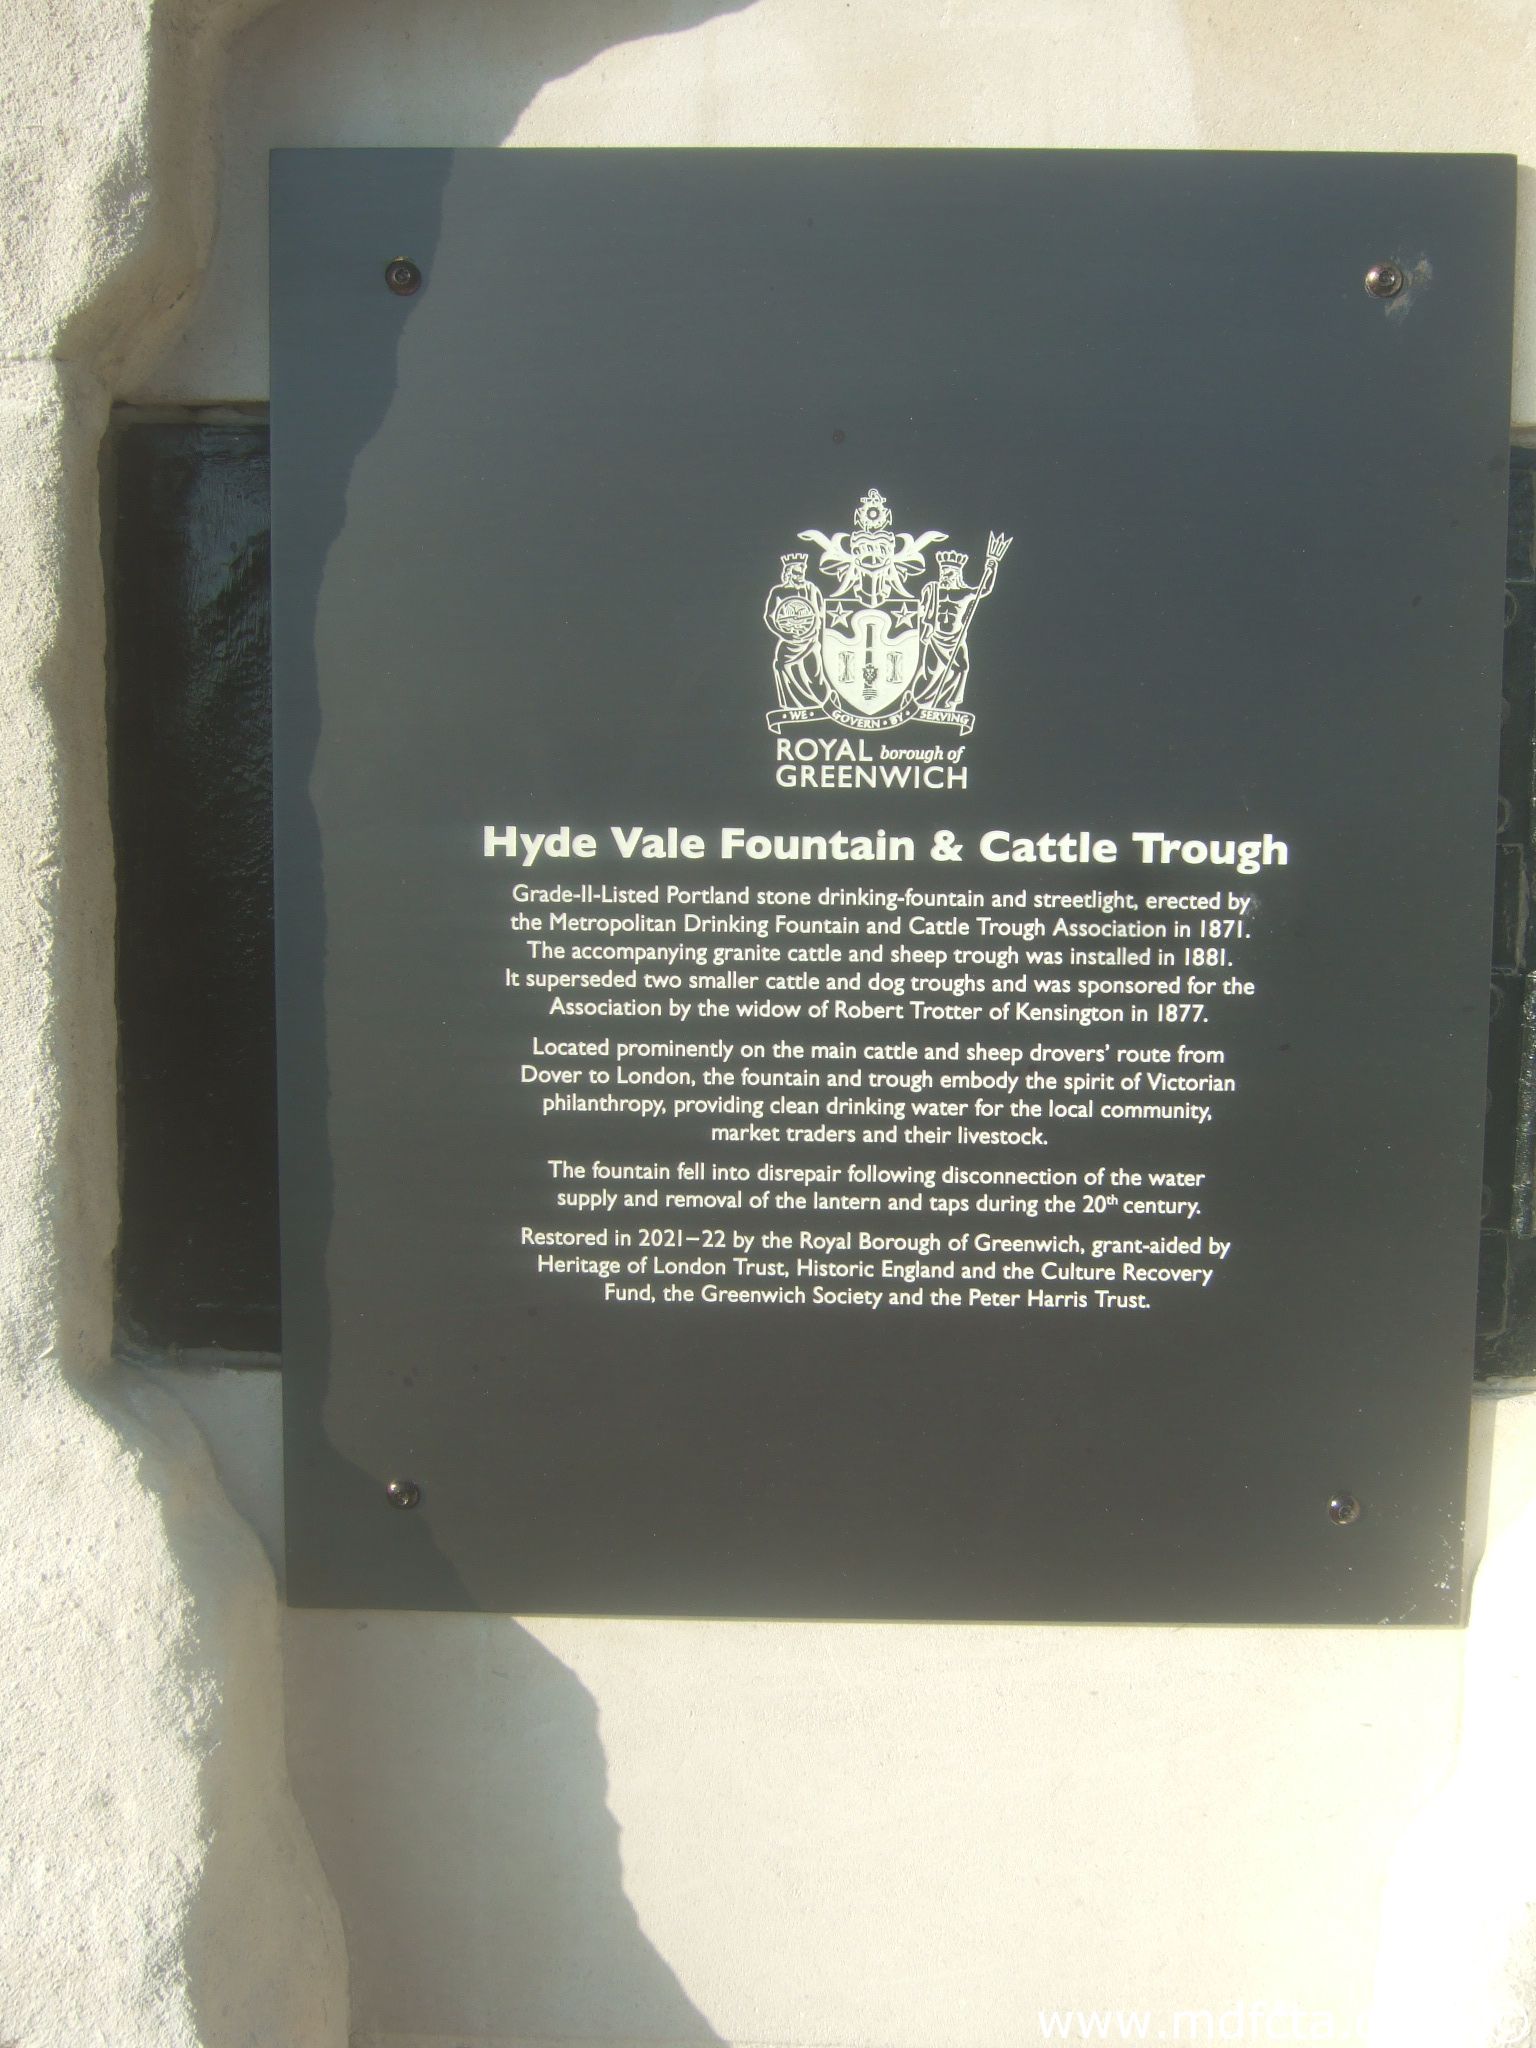 WE · GOVERN · BY · SERVING
ROYAL borough of
GREENWICH
Hyde Vale Fountain & Cattle Trough
Grade-II-Listed Portland stone drinking-fountain and streetlight, erected by
the Metropolitan Drinking Fountain and Cattle Trough Association in 1871.
The accompanying granite cattle and sheep trough was installed in 1881.
It superseded two smaller cattle and dog troughs and was sponsored for the
Association by the widow of Robert Trotter of Kensington in 1877.
Located prominently on the main cattle and sheep drovers' route from
Dover to London, the fountain and trough embody the spirit of Victorian
philanthropy, providing clean drinking water for the local community,
market traders and their livestock.
The fountain fell into disrepair following disconnection of the water
supply and removal of the lantern and taps during the 20th century.
Restored in 2021–22 by the Royal Borough of Greenwich, grant-aided by
Heritage of London Trust, Historic England and the Culture Recovery
Fund, the Greenwich Society and the Peter Harris Trust.